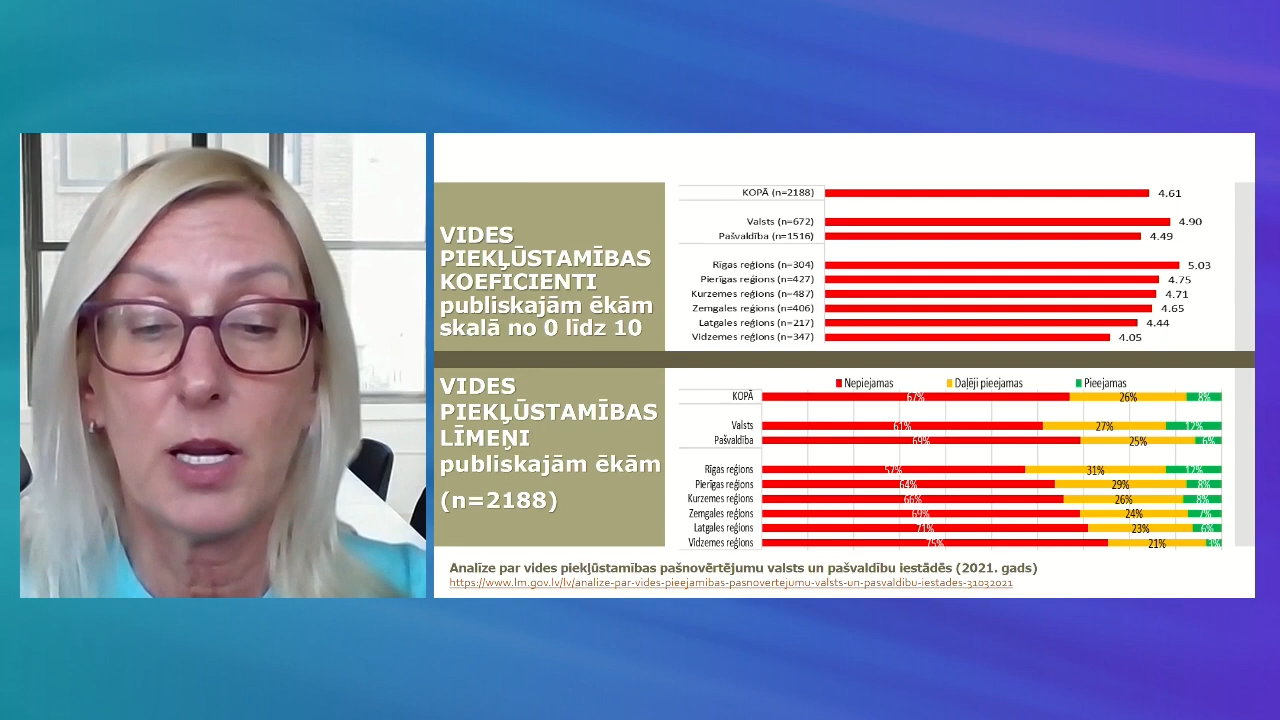 VIDES
PIEKĻŪSTAMĪBAS
KOEFICIENTI
publiskajām ēkām
skalā no 0 līdz 10
KOPĀ (n=2188) 4.61
Valsts (n=672) 4.90
Pašvaldība (n=1516) 4.49
Rīgas reģions (n=304) 5.03
Pierīgas reģions (n=427) 4.75
Kurzemes reģions (n=487) 4.71
Zemgales reģions (n=406) 4.65
Latgales reģions (n=217) 4.44
Vidzemes reģions (n=347) 4.05
VIDES
PIEKĻŪSTAMĪBAS
LĪMEŅI
publiskajām ēkām
(n=2188)
Nepiejamas Daļēji pieejamas Pieejamas
KOPĀ 67% 26% 8%
Valsts 61% 27% 12%
Pašvaldība 69% 25% 6%
Rīgas reģions 57% 31% 12%
Pierīgas reģions 64% 29% 8%
Kurzemes reģions 66% 26% 8%
Zemgales reģions 69% 24% 7%
Latgales reģions 71% 23% 6%
Vidzemes reģions 75% 21% 3%
Analīze par vides piekļūstamības pašnovērtējumu valsts un pašvaldību iestādēs (2021. gads)
https://www.lm.gov.lv/lv/analize-par-vides-pieejamibas-pasnovertejumu-valsts-un-pasvaldibu-iestades-31032021